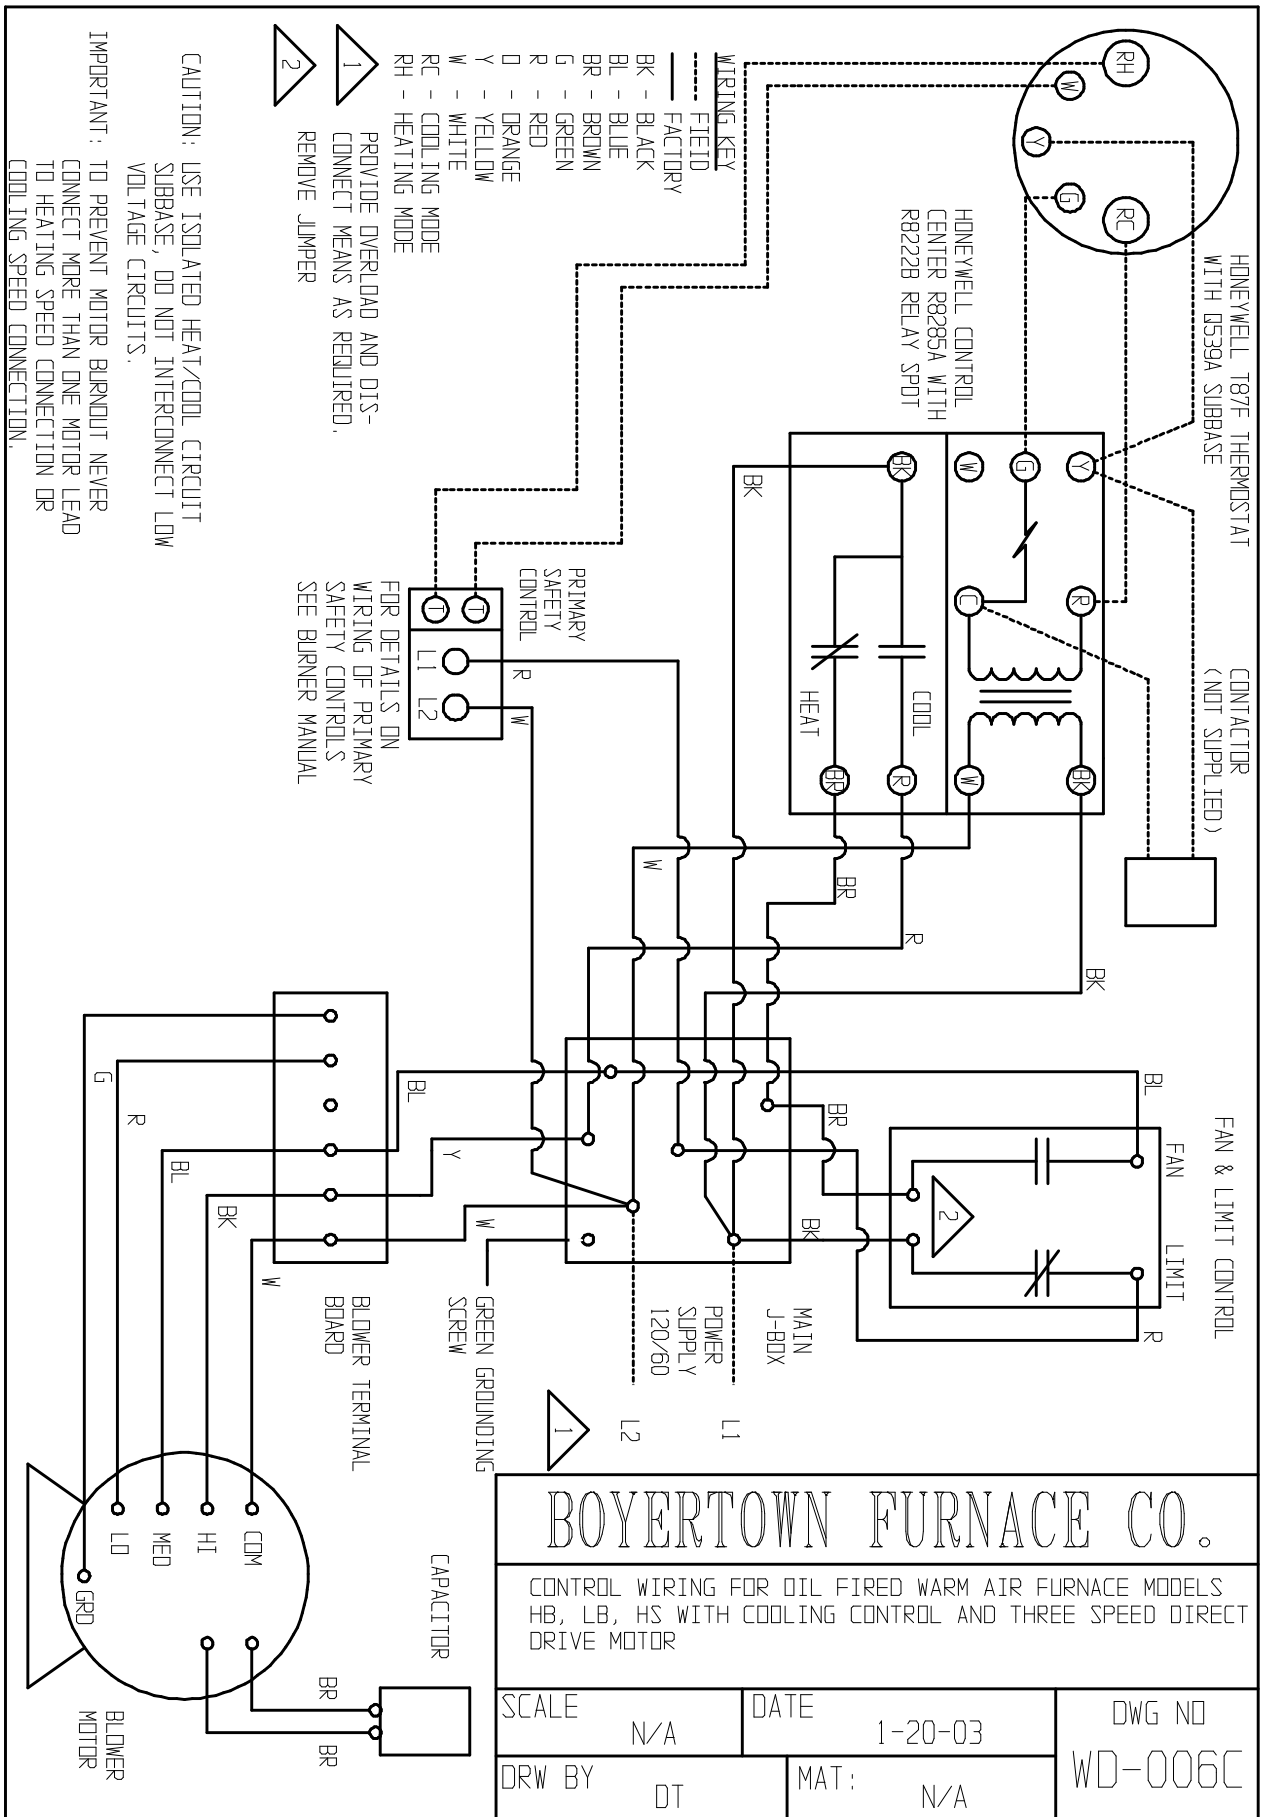 HONEYWELL T87F THERMOSTAT
WITH Q539A SUBBASE
RH
W
Y
G
RC
CONTACTOR
(NOT SUPPLIED)
HONEYWELL CONTROL
CENTER R8285A WITH
R8222B RELAY SPDT
Y
G
W
R
C
BK
W
BK
COOL
HEAT
R
BR
BK
W
BR
R
BK
WIRING KEY
FIELD
FACTORY
BK - BLACK
BL - BLUE
BR - BROWN
G - GREEN
R - RED
O - ORANGE
Y - YELLOW
W - WHITE
RC - COOLING MODE
RH - HEATING MODE
1
PROVIDE OVERLOAD AND DIS-
CONNECT MEANS AS REQUIRED.
2
REMOVE JUMPER
CAUTION: USE ISOLATED HEAT/COOL CIRCUIT
SUBBASE, DO NOT INTERCONNECT LOW
VOLTAGE CIRCUITS.
IMPORTANT: TO PREVENT MOTOR BURNOUT NEVER
CONNECT MORE THAN ONE MOTOR LEAD
TO HEATING SPEED CONNECTION OR
COOLING SPEED CONNECTION.
PRIMARY
SAFETY
CONTROL
T
T
L1
L2
R
W
FOR DETAILS ON
WIRING OF PRIMARY
SAFETY CONTROLS
SEE BURNER MANUAL
FAN & LIMIT CONTROL
FAN
LIMIT
2
BL
BR
BK
R
MAIN
J-BOX
POWER
SUPPLY
120/60
L1
L2
1
GREEN GROUNDING
SCREW
BL
Y
W
BLOWER TERMINAL
BOARD
G
R
BL
BK
W
COM
HI
MED
LO
GRD
CAPACITOR
BR
BR
BLOWER
MOTOR
BOYERTOWN FURNACE CO.
CONTROL WIRING FOR OIL FIRED WARM AIR FURNACE MODELS
HB, LB, HS WITH COOLING CONTROL AND THREE SPEED DIRECT
DRIVE MOTOR
SCALE
N/A
DATE
1-20-03
DWG NO
WD-006C
DRW BY
DT
MAT:
N/A